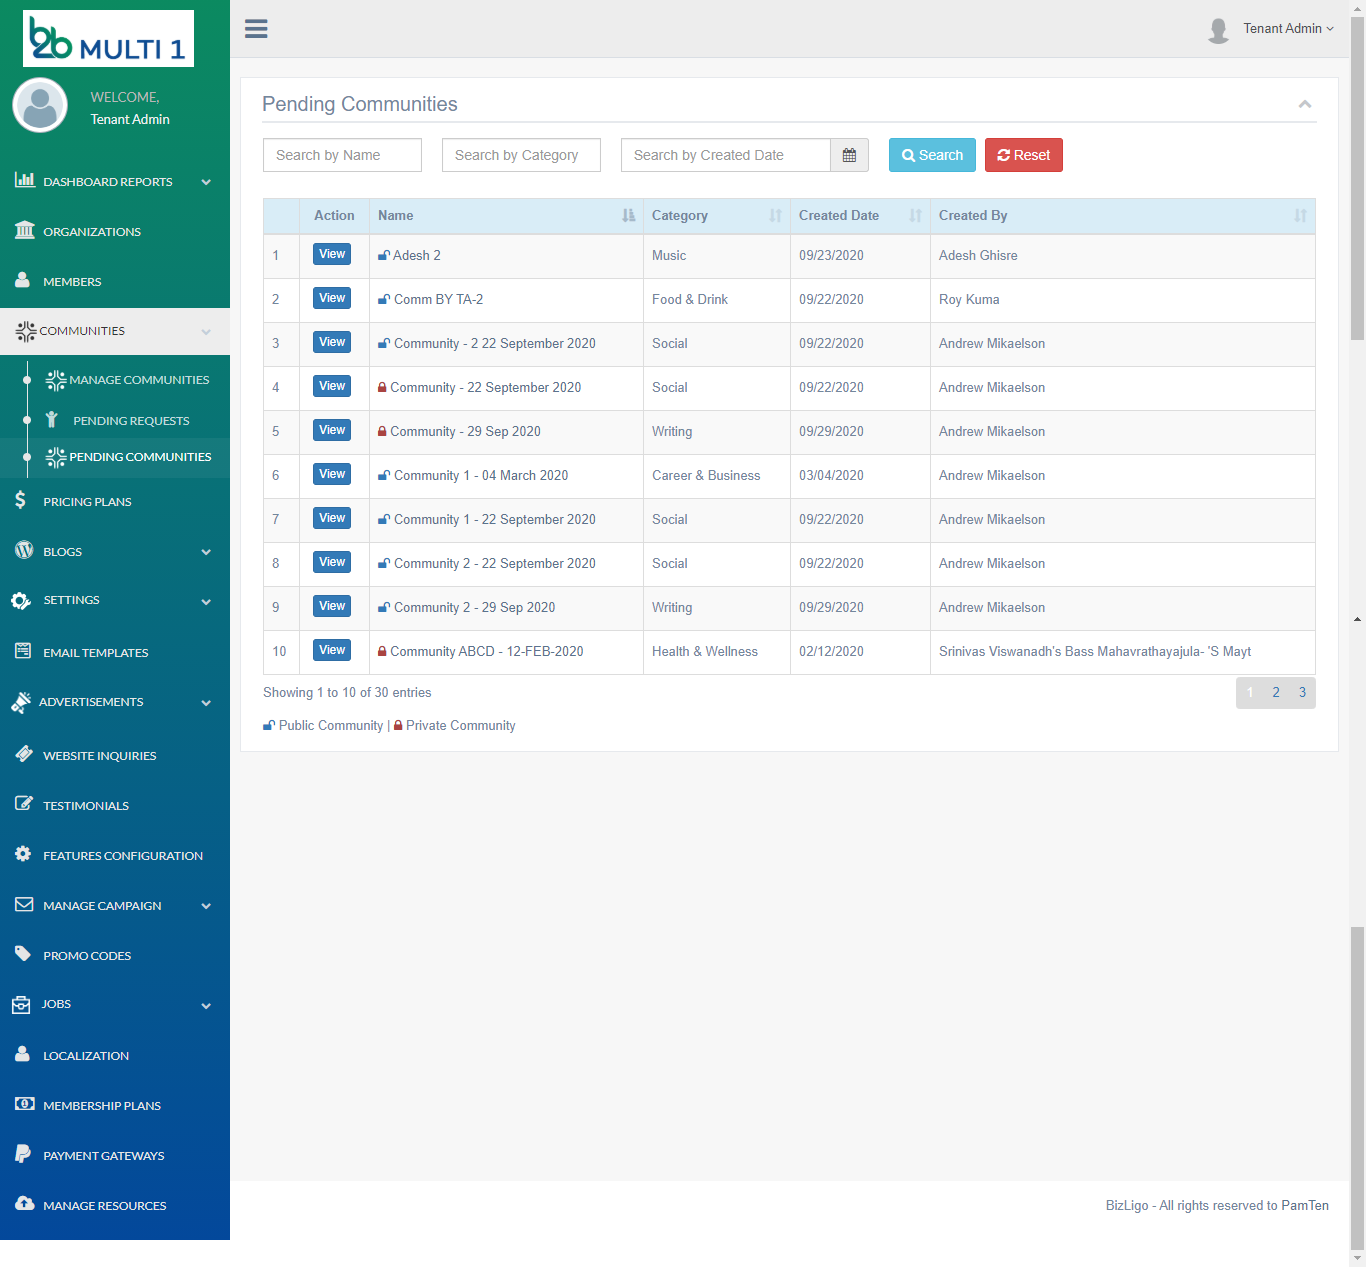 b2b MULTI 1
WELCOME,
Tenant Admin
DASHBOARD REPORTS
ORGANIZATIONS
MEMBERS
COMMUNITIES
MANAGE COMMUNITIES
PENDING REQUESTS
PENDING COMMUNITIES
PRICING PLANS
BLOGS
SETTINGS
EMAIL TEMPLATES
ADVERTISEMENTS
WEBSITE INQUIRIES
TESTIMONIALS
FEATURES CONFIGURATION
MANAGE CAMPAIGN
PROMO CODES
JOBS
LOCALIZATION
MEMBERSHIP PLANS
PAYMENT GATEWAYS
MANAGE RESOURCES
Tenant Admin
Pending Communities
Search by Name Search by Category Search by Created Date Search Reset
Action Name Category Created Date Created By
1 View Adesh 2 Music 09/23/2020 Adesh Ghisre
2 View Comm BY TA-2 Food & Drink 09/22/2020 Roy Kuma
3 View Community - 2 22 September 2020 Social 09/22/2020 Andrew Mikaelson
4 View Community - 22 September 2020 Social 09/22/2020 Andrew Mikaelson
5 View Community - 29 Sep 2020 Writing 09/29/2020 Andrew Mikaelson
6 View Community 1 - 04 March 2020 Career & Business 03/04/2020 Andrew Mikaelson
7 View Community 1 - 22 September 2020 Social 09/22/2020 Andrew Mikaelson
8 View Community 2 - 22 September 2020 Social 09/22/2020 Andrew Mikaelson
9 View Community 2 - 29 Sep 2020 Writing 09/29/2020 Andrew Mikaelson
10 View Community ABCD - 12-FEB-2020 Health & Wellness 02/12/2020 Srinivas Viswanadh's Bass Mahavrathayajula- 'S Mayt
Showing 1 to 10 of 30 entries 1 2 3
Public Community | Private Community
BizLigo - All rights reserved to PamTen